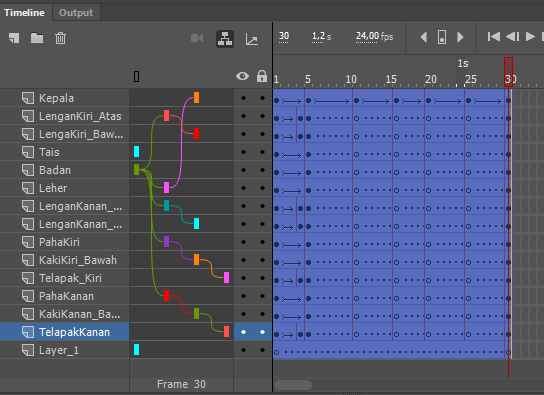 Timeline Output
30 1,2 s 24,00 fps
1s
1 5 10 15 20 25 30
Kepala
LenganKiri_Atas
LengaKiri_Baw...
Tais
Badan
Leher
LenganKanan_...
LenganKanan_...
PahaKiri
KakiKiri_Bawah
Telapak_Kiri
PahaKanan
KakiKanan_Ba...
TelapakKanan
Layer_1
Frame 30